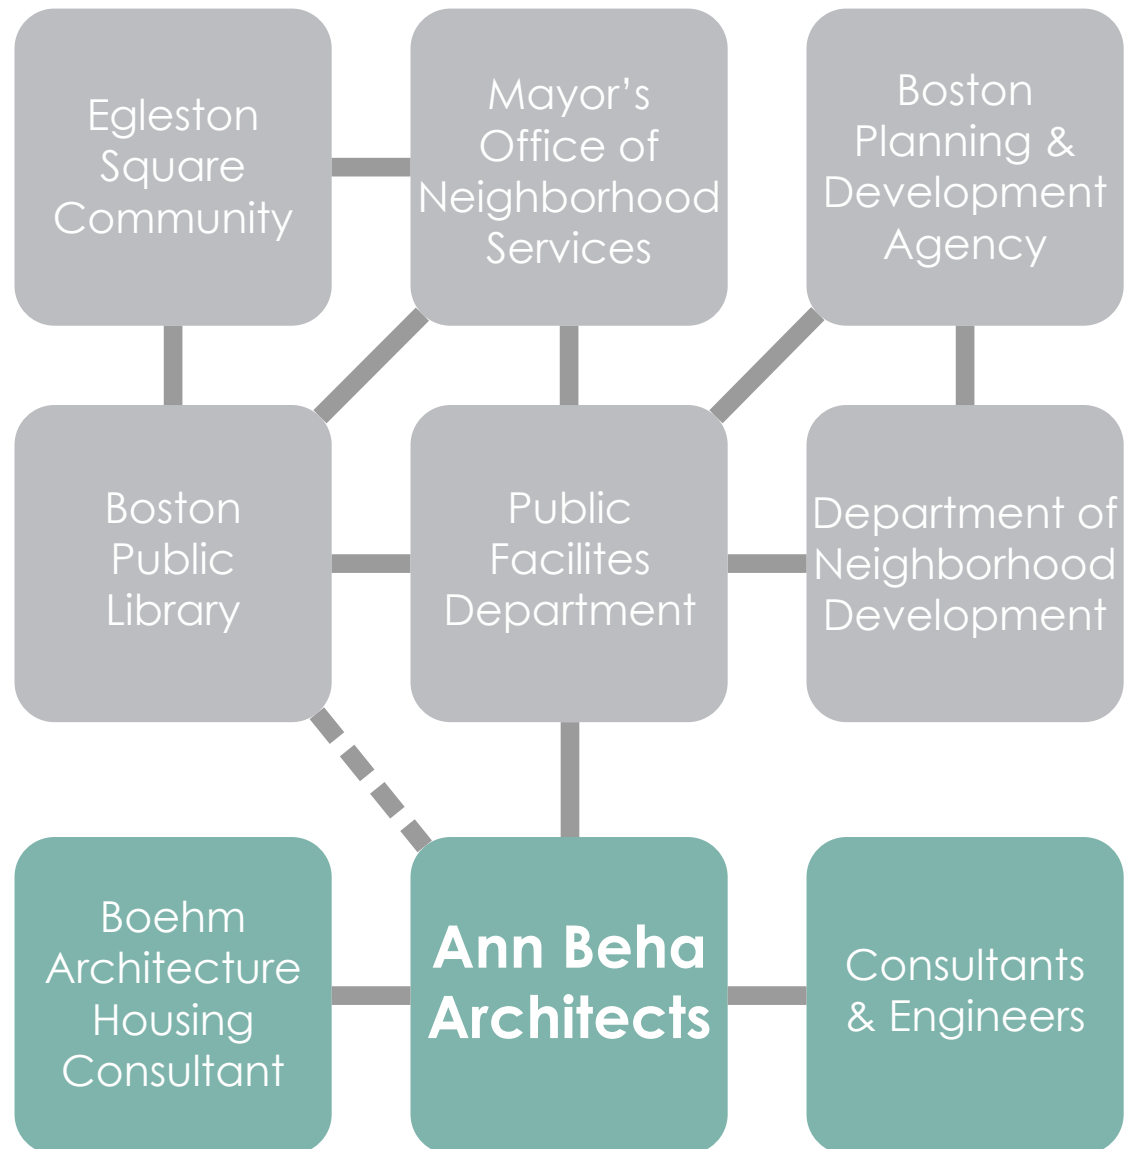 Egleston
Square
Community
Mayor’s
Office of
Neighborhood
Services
Boston
Planning &
Development
Agency
Boston
Public
Library
Public
Facilites
Department
Department of
Neighborhood
Development
Boehm
Architecture
Housing
Consultant
Ann Beha
Architects
Consultants
& Engineers